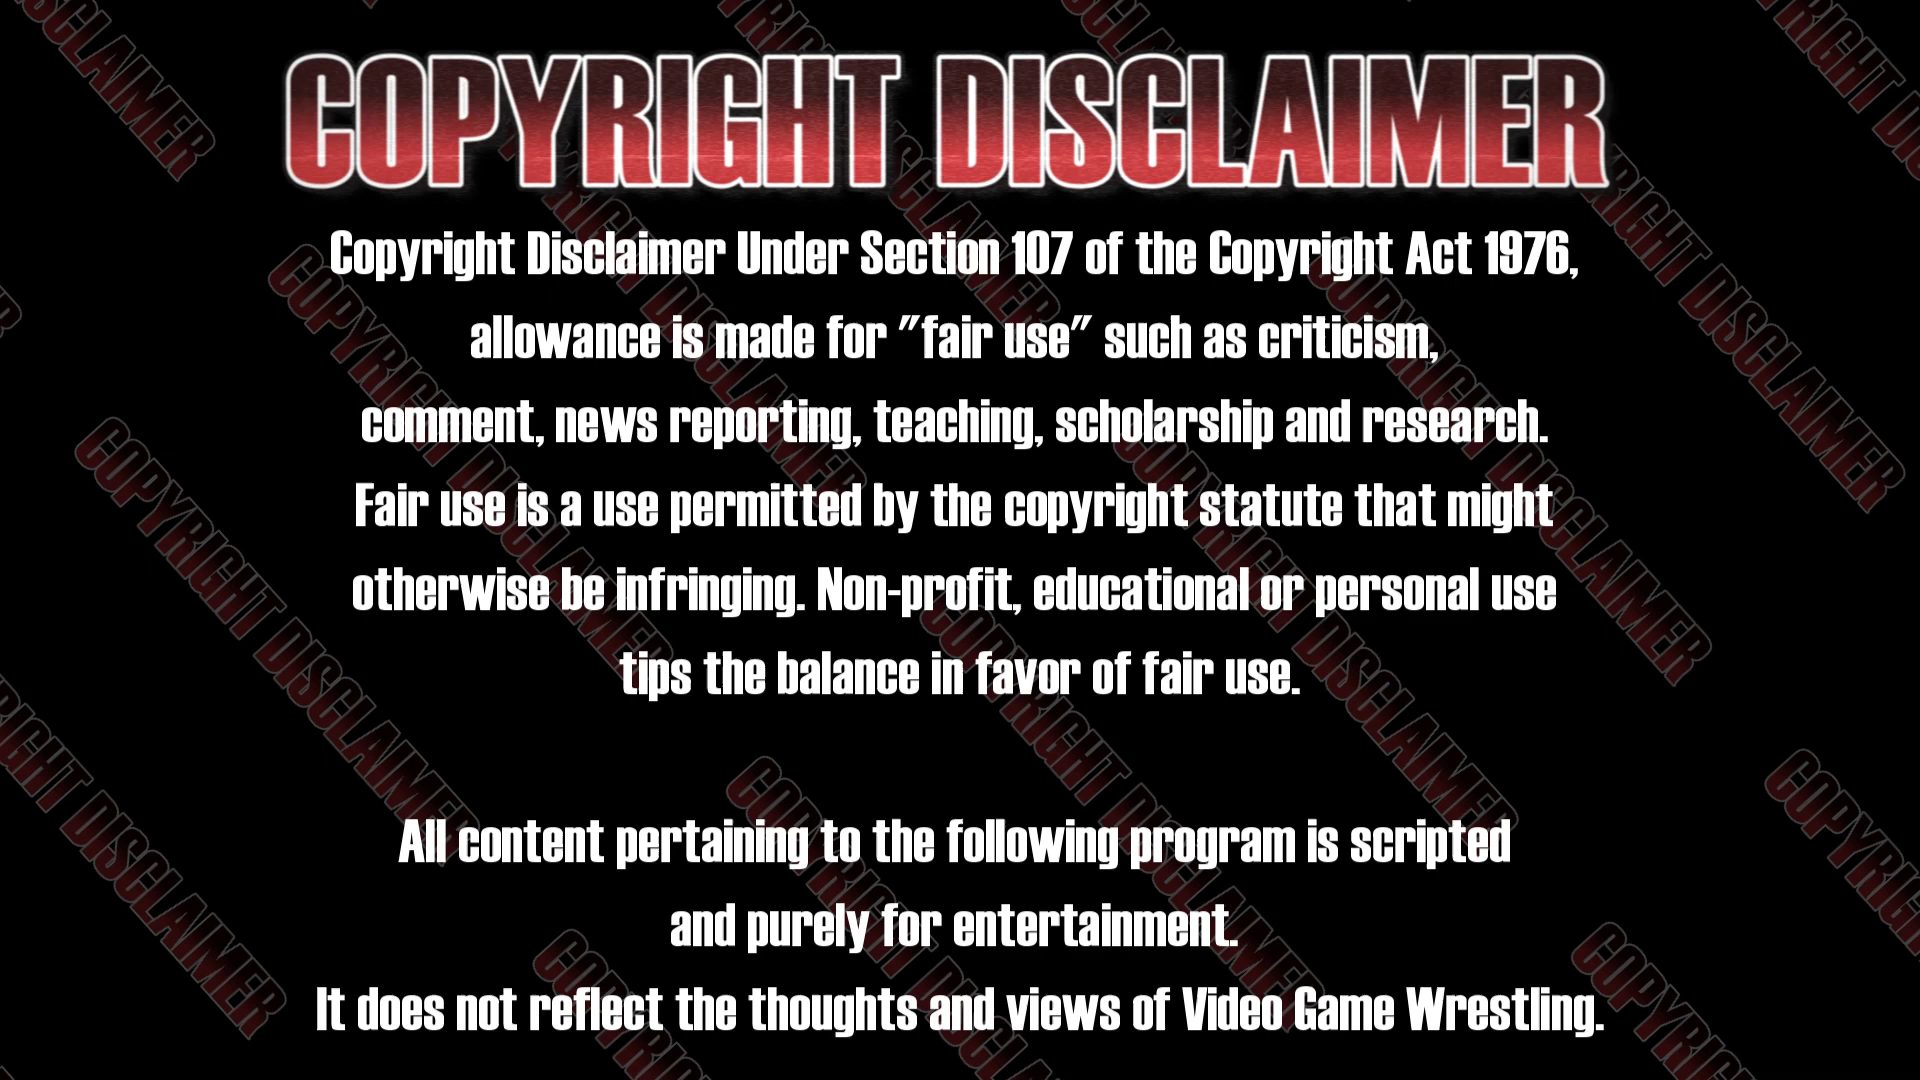 COPYRIGHT DISCLAIMER
Copyright Disclaimer Under Section 107 of the Copyright Act 1976,
allowance is made for "fair use" such as criticism,
comment, news reporting, teaching, scholarship and research.
Fair use is a use permitted by the copyright statute that might
otherwise be infringing. Non-profit, educational or personal use
tips the balance in favor of fair use.
All content pertaining to the following program is scripted
and purely for entertainment.
It does not reflect the thoughts and views of Video Game Wrestling.